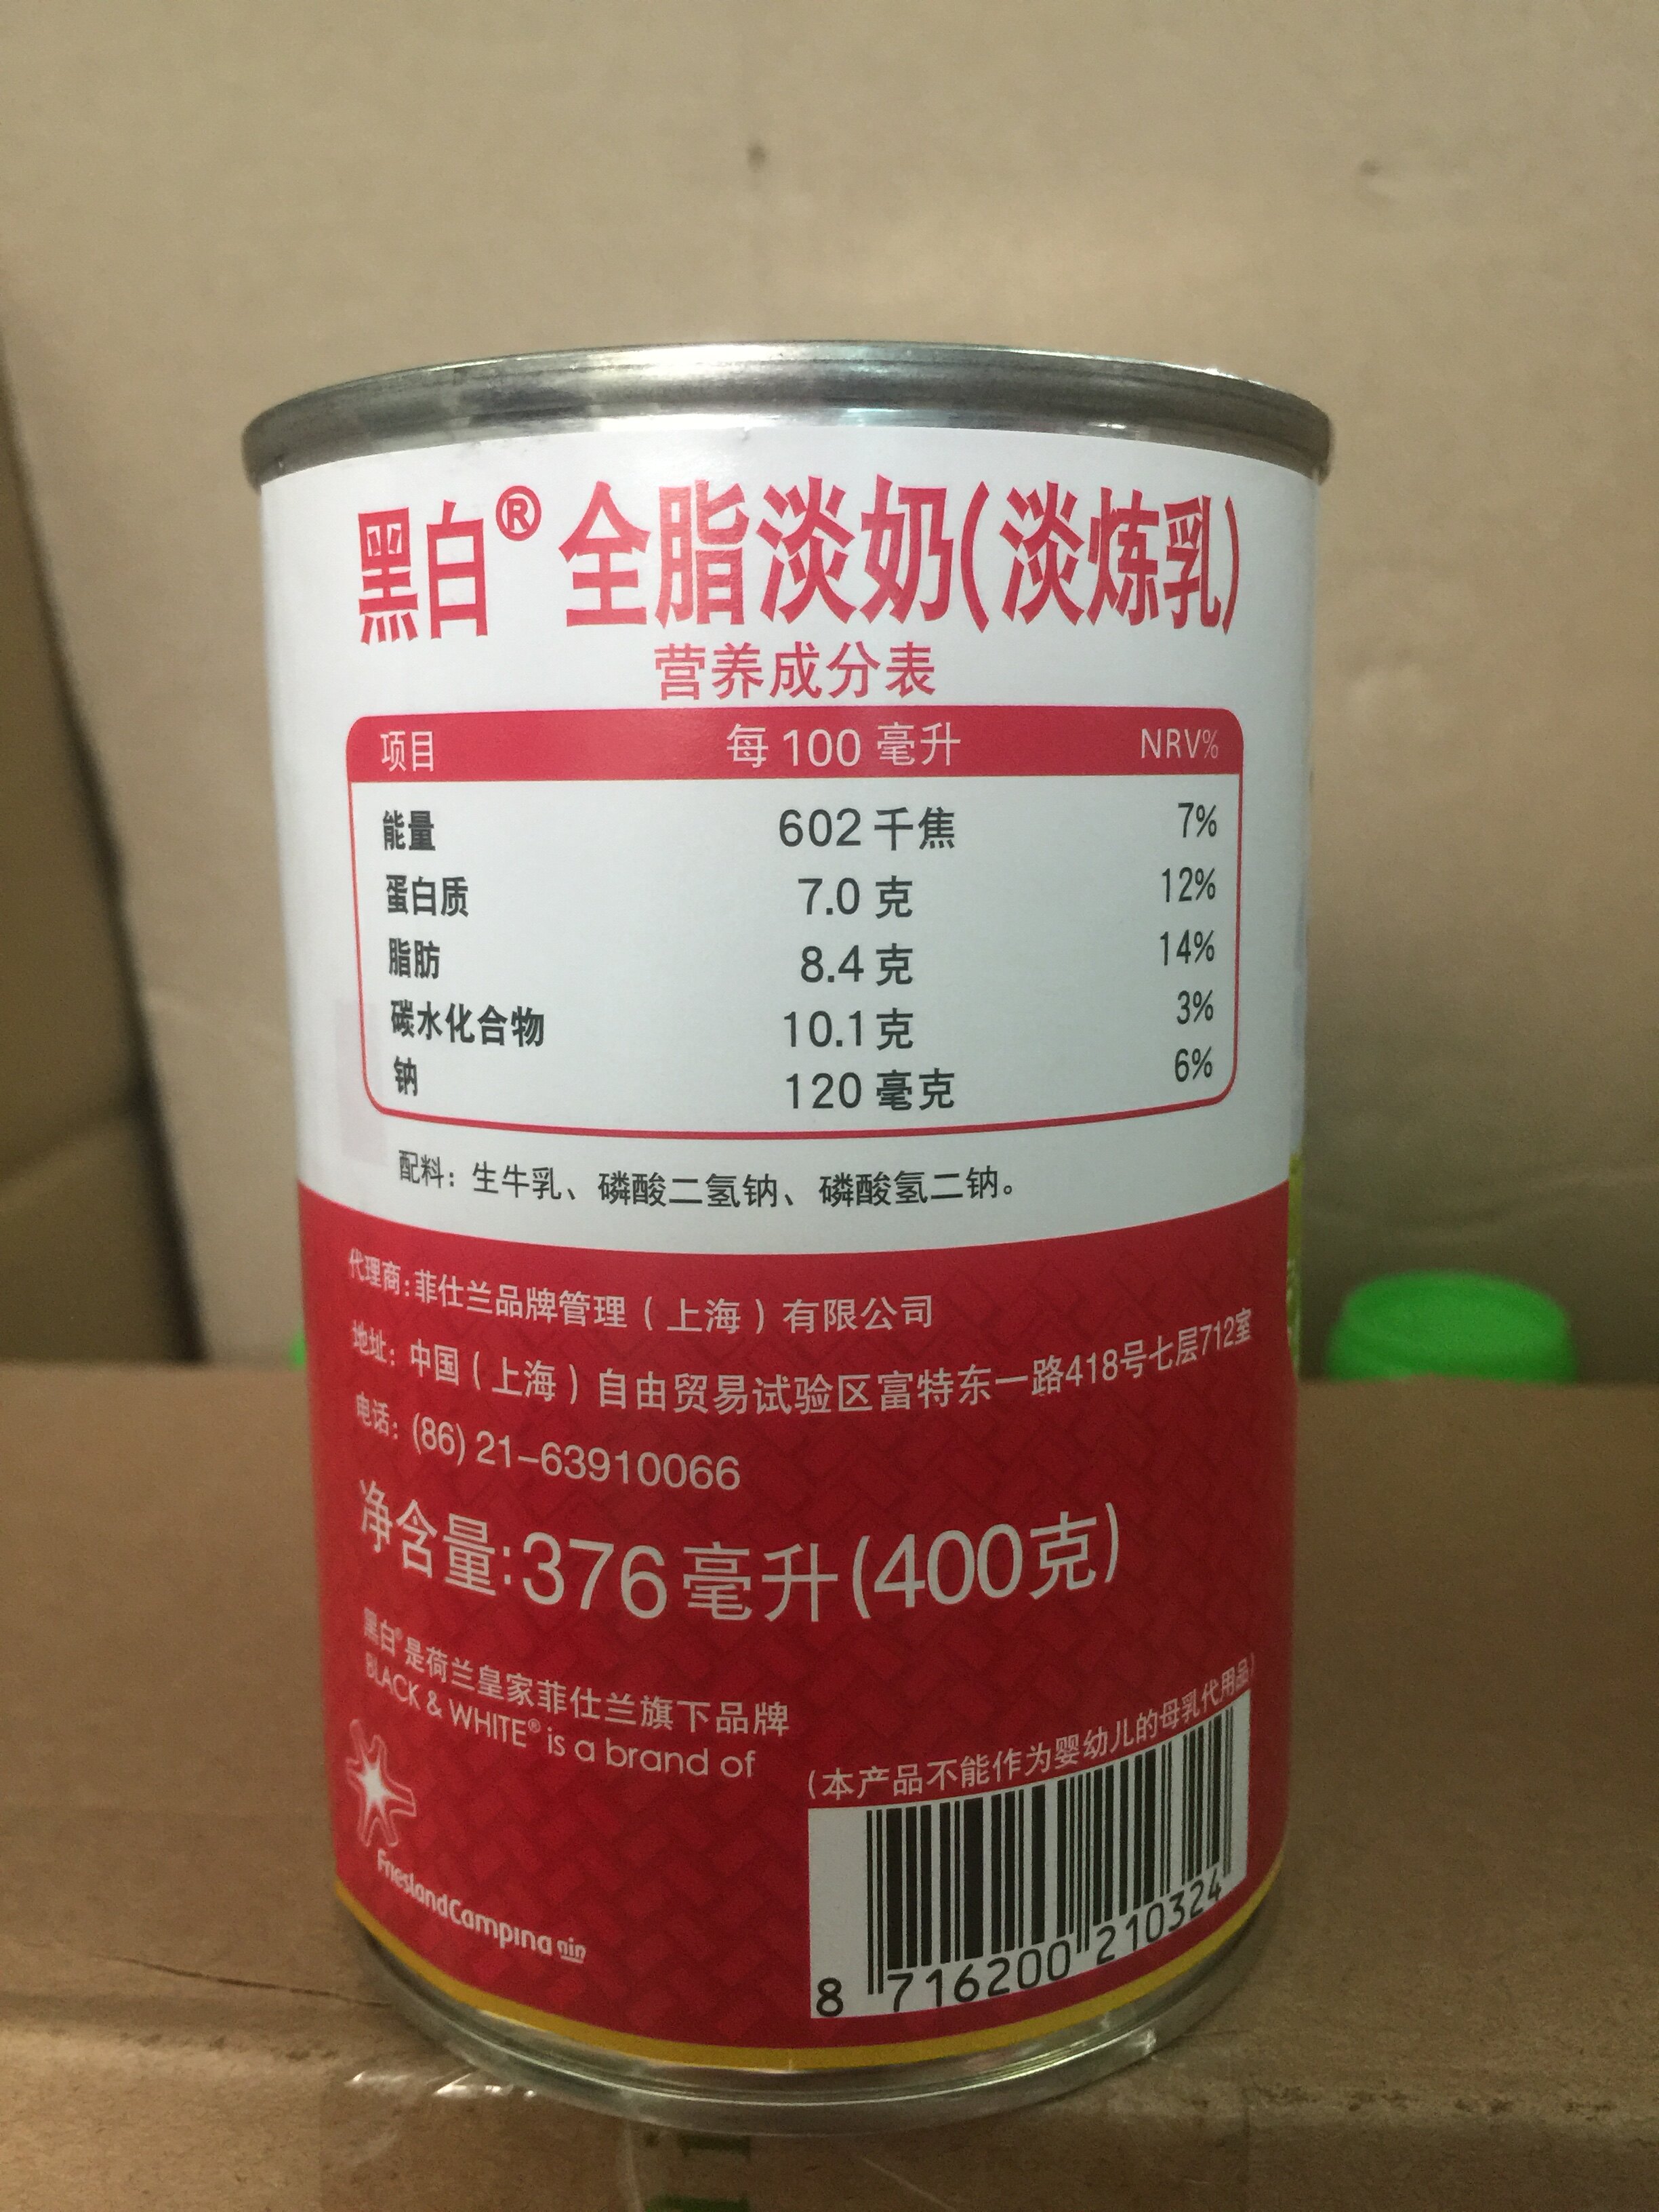 黑白® 全脂淡奶(淡炼乳)
营养成分表
项目 每100毫升 NRV%
能量 602千焦 7%
蛋白质 7.0克 12%
脂肪 8.4克 14%
碳水化合物 10.1克 3%
钠 120毫克 6%
配料：生牛乳、磷酸二氢钠、磷酸氢二钠。
代理商：菲仕兰品牌管理（上海）有限公司
地址：中国（上海）自由贸易试验区富特东一路418号七层712室
电话：(86) 21-63910066
净含量:376毫升(400克)
黑白®是荷兰皇家菲仕兰旗下品牌
BLACK & WHITE® is a brand of
FrieslandCampina
(本产品不能作为婴幼儿的母乳代用品)
8 716200 210324